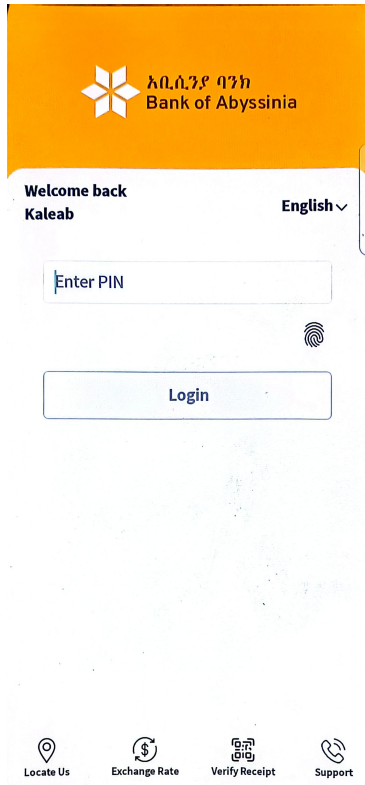 አቢሲንያ ባንክ
Bank of Abyssinia
Welcome back
Kaleab
English
Enter PIN
Login
Locate Us
Exchange Rate
Verify Receipt
Support